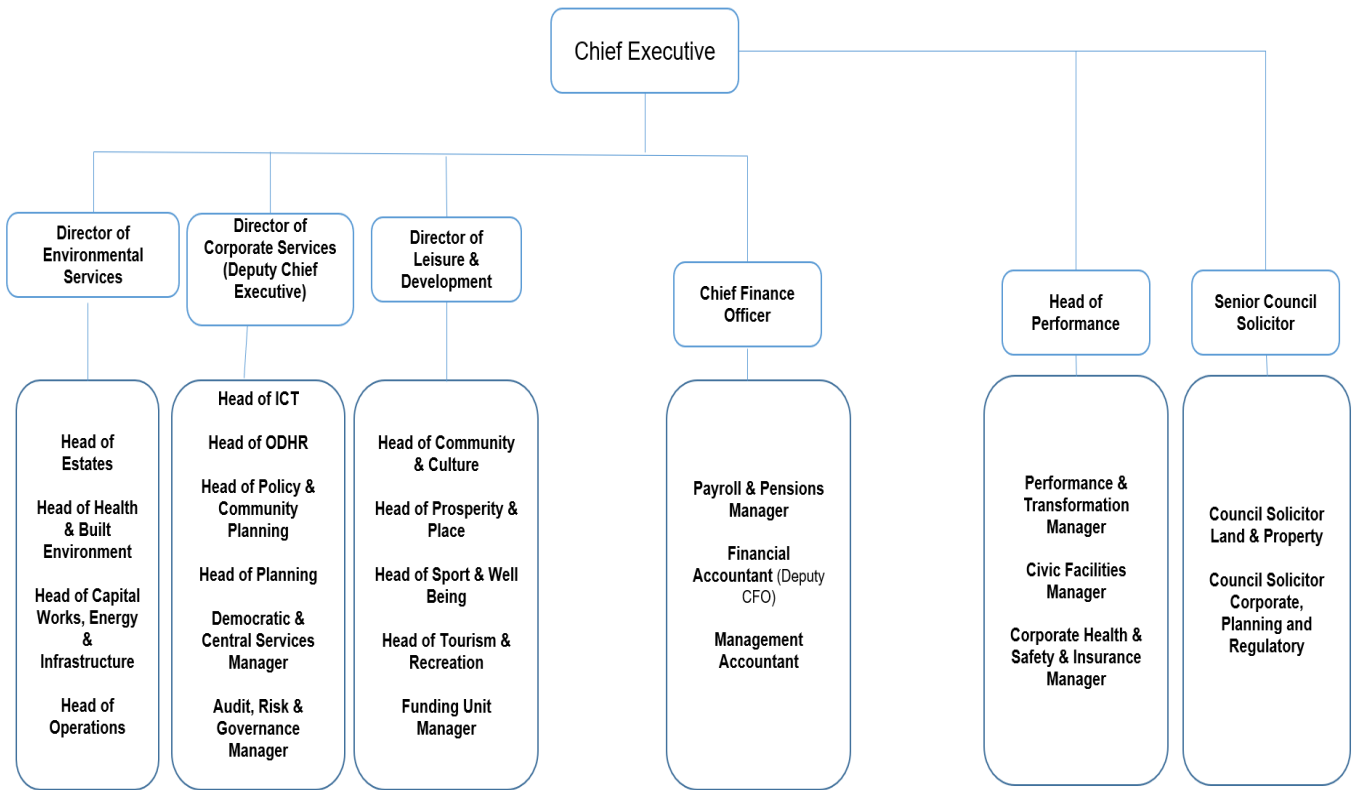 Chief Executive
Director of
Environmental
Services
Director of
Corporate Services
(Deputy Chief
Executive)
Director of
Leisure &
Development
Chief Finance
Officer
Head of
Performance
Senior Council
Solicitor
Head of
Estates
Head of Health
& Built
Environment
Head of Capital
Works, Energy
&
Infrastructure
Head of
Operations
Head of ICT
Head of ODHR
Head of Policy &
Community
Planning
Head of Planning
Democratic &
Central Services
Manager
Audit, Risk &
Governance
Manager
Head of Community
& Culture
Head of Prosperity &
Place
Head of Sport & Well
Being
Head of Tourism &
Recreation
Funding Unit
Manager
Payroll & Pensions
Manager
Financial
Accountant (Deputy
CFO)
Management
Accountant
Performance &
Transformation
Manager
Civic Facilities
Manager
Corporate Health &
Safety & Insurance
Manager
Council Solicitor
Land & Property
Council Solicitor
Corporate,
Planning and
Regulatory